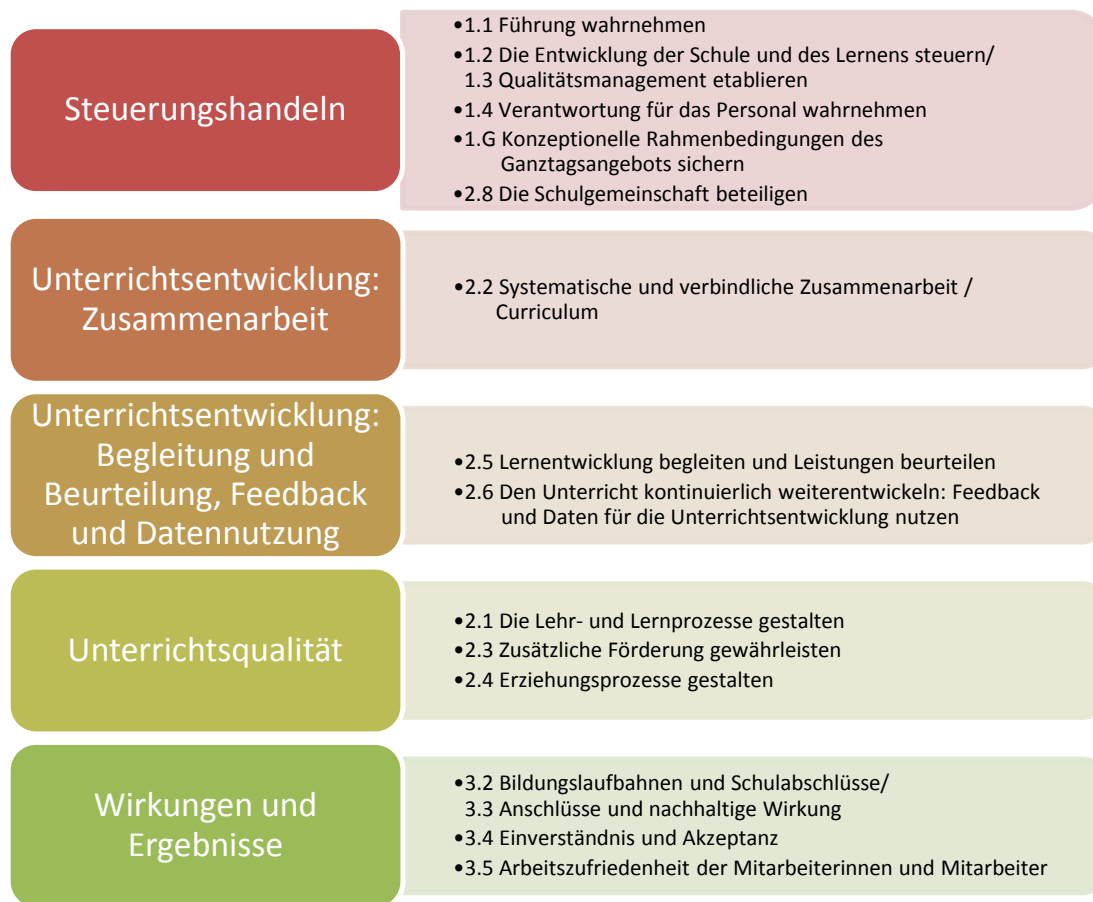 Steuerungshandeln
•1.1 Führung wahrnehmen
•1.2 Die Entwicklung der Schule und des Lernens steuern/
1.3 Qualitätsmanagement etablieren
•1.4 Verantwortung für das Personal wahrnehmen
•1.G Konzeptionelle Rahmenbedingungen des
Ganztagsangebots sichern
•2.8 Die Schulgemeinschaft beteiligen
Unterrichtsentwicklung:
Zusammenarbeit
•2.2 Systematische und verbindliche Zusammenarbeit /
Curriculum
Unterrichtsentwicklung:
Begleitung und
Beurteilung, Feedback
und Datennutzung
•2.5 Lernentwicklung begleiten und Leistungen beurteilen
•2.6 Den Unterricht kontinuierlich weiterentwickeln: Feedback
und Daten für die Unterrichtsentwicklung nutzen
Unterrichtsqualität
•2.1 Die Lehr- und Lernprozesse gestalten
•2.3 Zusätzliche Förderung gewährleisten
•2.4 Erziehungsprozesse gestalten
Wirkungen und
Ergebnisse
•3.2 Bildungslaufbahnen und Schulabschlüsse/
3.3 Anschlüsse und nachhaltige Wirkung
•3.4 Einverständnis und Akzeptanz
•3.5 Arbeitszufriedenheit der Mitarbeiterinnen und Mitarbeiter